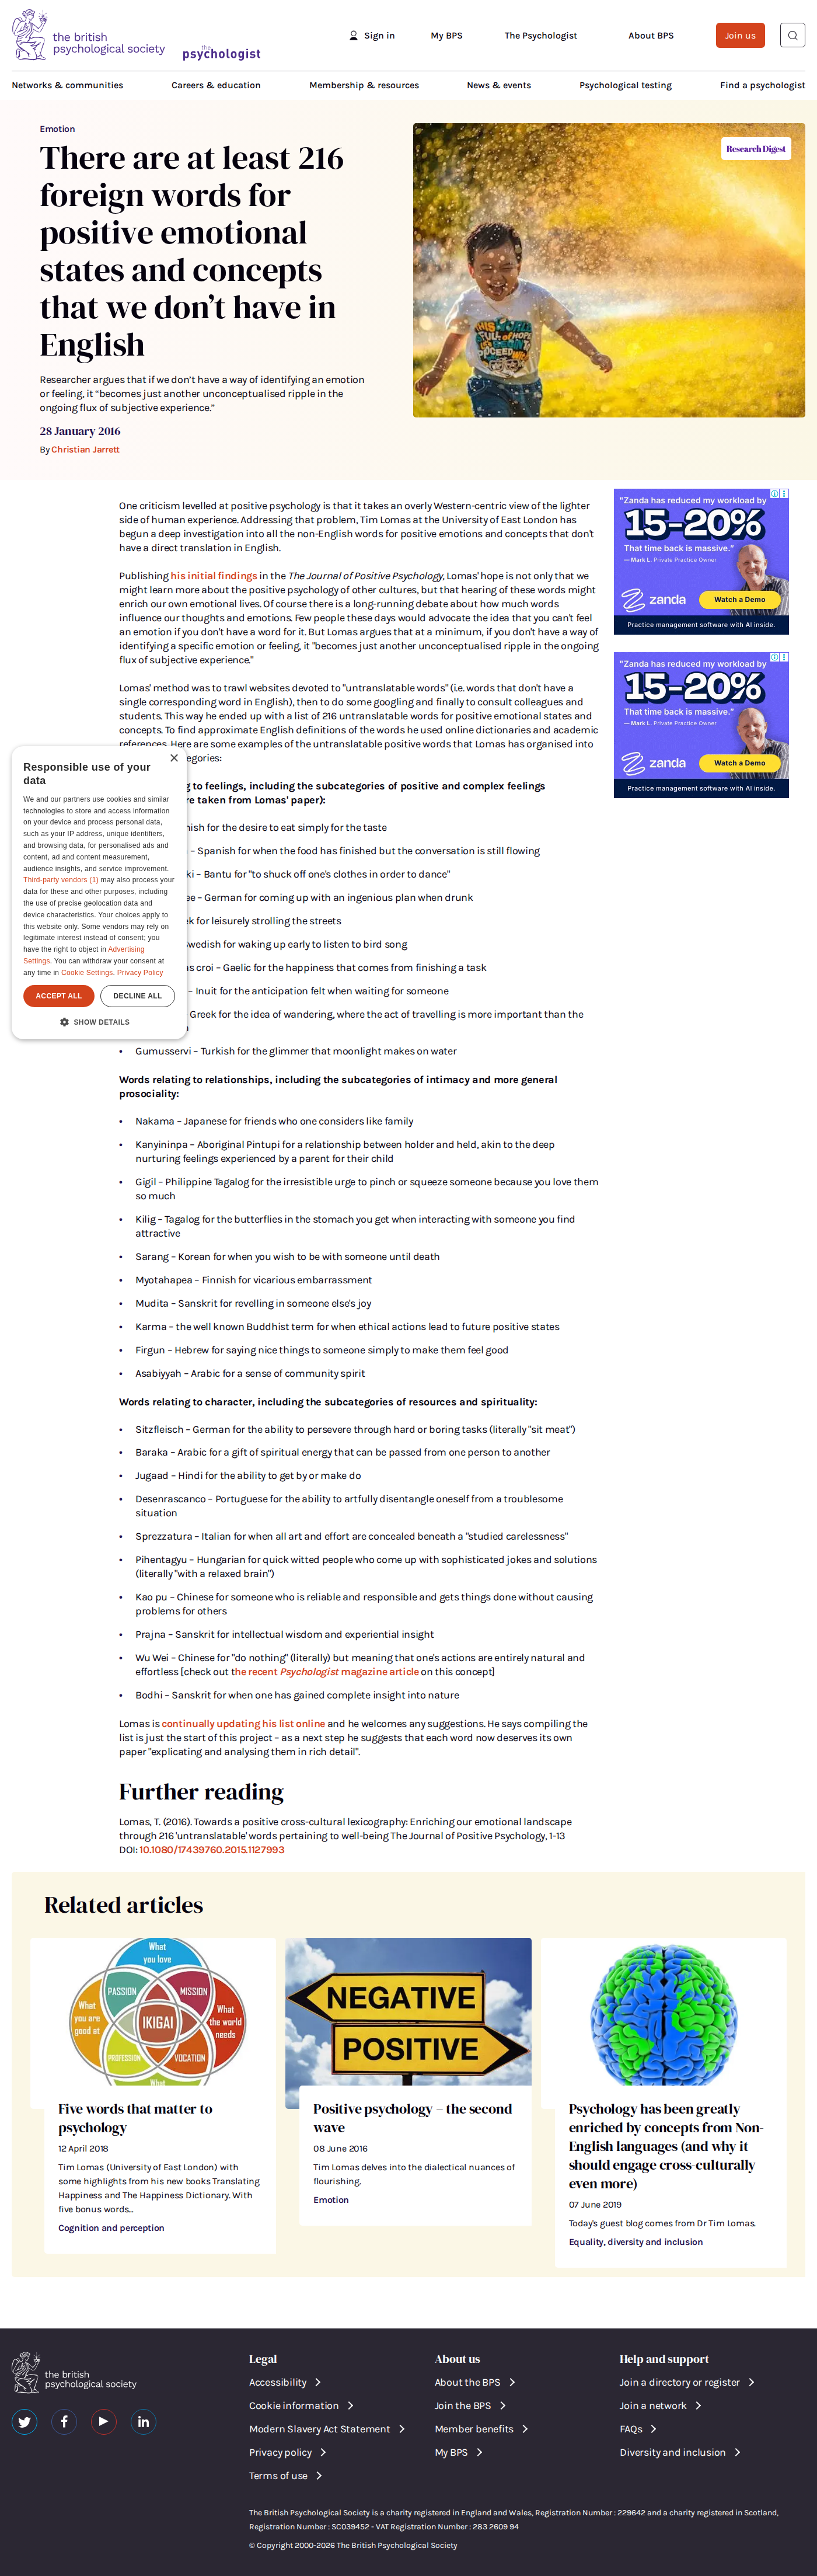 the british
psychological society
the
psychologist
Sign in
My BPS
The Psychologist
About BPS
Join us
Networks & communities
Careers & education
Membership & resources
News & events
Psychological testing
Find a psychologist
Emotion
There are at least 216
foreign words for
positive emotional
states and concepts
that we don’t have in
English
Researcher argues that if we don’t have a way of identifying an emotion
or feeling, it “becomes just another unconceptualised ripple in the
ongoing flux of subjective experience.”
28 January 2016
By Christian Jarrett
Research Digest
One criticism levelled at positive psychology is that it takes an overly Western-centric view of the lighter
side of human experience. Addressing that problem, Tim Lomas at the University of East London has
begun a deep investigation into all the non-English words for positive emotions and concepts that don't
have a direct translation in English.
Publishing his initial findings in the The Journal of Positive Psychology, Lomas' hope is not only that we
might learn more about the positive psychology of other cultures, but that hearing of these words might
enrich our own emotional lives. Of course there is a long-running debate about how much words
influence our thoughts and emotions. Few people these days would advocate the idea that you can't feel
an emotion if you don't have a word for it. But Lomas argues that at a minimum, if you don't have a way of
identifying a specific emotion or feeling, it "becomes just another unconceptualised ripple in the ongoing
flux of subjective experience."
Lomas' method was to trawl websites devoted to "untranslatable words" (i.e. words that don't have a
single corresponding word in English), then to do some googling and finally to consult colleagues and
students. This way he ended up with a list of 216 untranslatable words for positive emotional states and
concepts. To find approximate English definitions of the words he used online dictionaries and academic
references. Here are some examples of the untranslatable positive words that Lomas has organised into
egories:
g to feelings, including the subcategories of positive and complex feelings
re taken from Lomas' paper):
nish for the desire to eat simply for the taste
– Spanish for when the food has finished but the conversation is still flowing
ki – Bantu for "to shuck off one's clothes in order to dance"
ee – German for coming up with an ingenious plan when drunk
ek for leisurely strolling the streets
Swedish for waking up early to listen to bird song
as croi – Gaelic for the happiness that comes from finishing a task
– Inuit for the anticipation felt when waiting for someone
Greek for the idea of wandering, where the act of travelling is more important than the
n
• Gumusservi – Turkish for the glimmer that moonlight makes on water
Words relating to relationships, including the subcategories of intimacy and more general
prosociality:
• Nakama – Japanese for friends who one considers like family
• Kanyininpa – Aboriginal Pintupi for a relationship between holder and held, akin to the deep
nurturing feelings experienced by a parent for their child
• Gigil – Philippine Tagalog for the irresistible urge to pinch or squeeze someone because you love them
so much
• Kilig – Tagalog for the butterflies in the stomach you get when interacting with someone you find
attractive
• Sarang – Korean for when you wish to be with someone until death
• Myotahapea – Finnish for vicarious embarrassment
• Mudita – Sanskrit for revelling in someone else's joy
• Karma – the well known Buddhist term for when ethical actions lead to future positive states
• Firgun – Hebrew for saying nice things to someone simply to make them feel good
• Asabiyyah – Arabic for a sense of community spirit
Words relating to character, including the subcategories of resources and spirituality:
• Sitzfleisch – German for the ability to persevere through hard or boring tasks (literally "sit meat")
• Baraka – Arabic for a gift of spiritual energy that can be passed from one person to another
• Jugaad – Hindi for the ability to get by or make do
• Desenrascanco – Portuguese for the ability to artfully disentangle oneself from a troublesome
situation
• Sprezzatura – Italian for when all art and effort are concealed beneath a "studied carelessness"
• Pihentagyu – Hungarian for quick witted people who come up with sophisticated jokes and solutions
(literally "with a relaxed brain")
• Kao pu – Chinese for someone who is reliable and responsible and gets things done without causing
problems for others
• Prajna – Sanskrit for intellectual wisdom and experiential insight
• Wu Wei – Chinese for "do nothing" (literally) but meaning that one's actions are entirely natural and
effortless [check out the recent Psychologist magazine article on this concept]
• Bodhi – Sanskrit for when one has gained complete insight into nature
Lomas is continually updating his list online and he welcomes any suggestions. He says compiling the
list is just the start of this project – as a next step he suggests that each word now deserves its own
paper "explicating and analysing them in rich detail".
Further reading
Lomas, T. (2016). Towards a positive cross-cultural lexicography: Enriching our emotional landscape
through 216 'untranslatable' words pertaining to well-being The Journal of Positive Psychology, 1-13
DOI: 10.1080/17439760.2015.1127993
"Zanda has reduced my workload by
15-20%
That time back is massive."
— Mark L. Private Practice Owner
zanda
Watch a Demo
Practice management software with AI inside.
"Zanda has reduced my workload by
15-20%
That time back is massive."
— Mark L. Private Practice Owner
zanda
Watch a Demo
Practice management software with AI inside.
Responsible use of your
data
×
We and our partners use cookies and similar
technologies to store and access information
on your device and process personal data,
such as your IP address, unique identifiers,
and browsing data, for personalised ads and
content, ad and content measurement,
audience insights, and service improvement.
Third-party vendors (1) may also process your
data for these and other purposes, including
the use of precise geolocation data and
device characteristics. Your choices apply to
this website only. Some vendors may rely on
legitimate interest instead of consent; you
have the right to object in Advertising
Settings. You can withdraw your consent at
any time in Cookie Settings. Privacy Policy
ACCEPT ALL
DECLINE ALL
SHOW DETAILS
Related articles
What
you love
PASSION
MISSION
What
you are
good at
IKIGAI
What
the world
needs
PROFESSION
VOCATION
What
Five words that matter to
psychology
12 April 2018
Tim Lomas (University of East London) with
some highlights from his new books Translating
Happiness and The Happiness Dictionary. With
five bonus words...
Cognition and perception
NEGATIVE
POSITIVE
Positive psychology – the second
wave
08 June 2016
Tim Lomas delves into the dialectical nuances of
flourishing.
Emotion
Psychology has been greatly
enriched by concepts from Non-
English languages (and why it
should engage cross-culturally
even more)
07 June 2019
Today's guest blog comes from Dr Tim Lomas.
Equality, diversity and inclusion
the british
psychological society
Legal
Accessibility
Cookie information
Modern Slavery Act Statement
Privacy policy
Terms of use
About us
About the BPS
Join the BPS
Member benefits
My BPS
Help and support
Join a directory or register
Join a network
FAQs
Diversity and inclusion
The British Psychological Society is a charity registered in England and Wales, Registration Number : 229642 and a charity registered in Scotland,
Registration Number : SC039452 - VAT Registration Number : 283 2609 94
© Copyright 2000-2026 The British Psychological Society